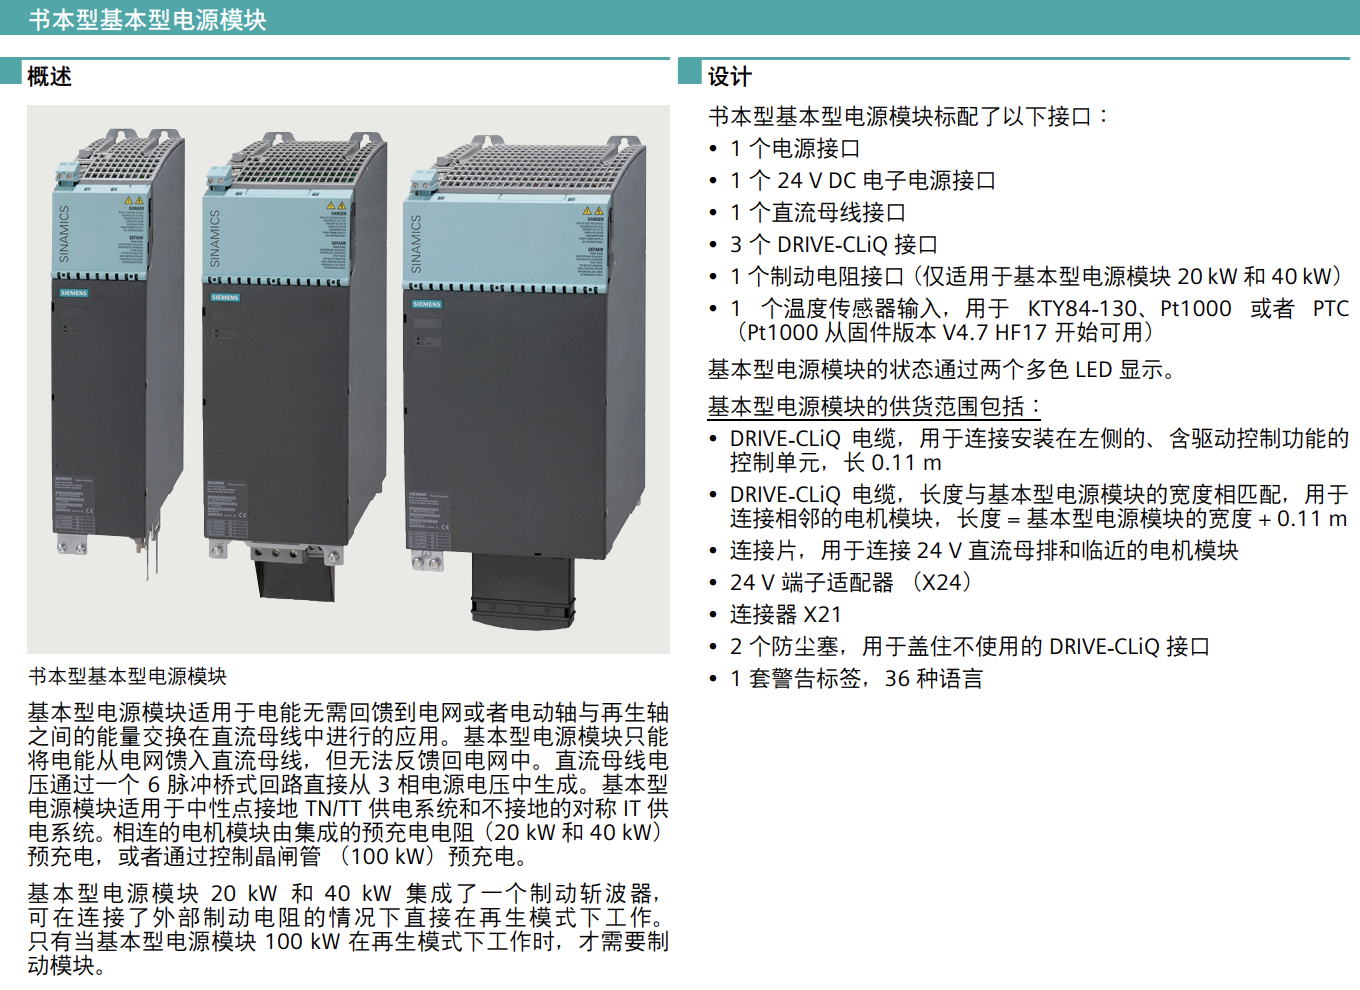 书本型基本型电源模块
概述
SINAMICS
DANGER
GEFAHR
SIEMENS
SINAMICS
DANGER
GEFAHR
SIEMENS
SINAMICS
DANGER
GEFAHR
SIEMENS
书本型基本型电源模块
基本型电源模块适用于电能无需回馈到电网或者电动轴与再生轴
之间的能量交换在直流母线中进行的应用。基本型电源模块只能
将电能从电网馈入直流母线，但无法反馈回电网中。直流母线电
压通过一个 6 脉冲桥式回路直接从 3 相电源电压中生成。基本型
电源模块适用于中性点接地 TN/TT 供电系统和不接地的对称 IT 供
电系统。相连的电机模块由集成的预充电电阻（20 kW 和 40 kW）
预充电，或者通过控制晶闸管 （100 kW）预充电。
基本型电源模块 20 kW 和 40 kW 集成了一个制动斩波器，
可在连接了外部制动电阻的情况下直接在再生模式下工作。
只有当基本型电源模块 100 kW 在再生模式下工作时，才需要制
动模块。
设计
书本型基本型电源模块标配了以下接口：
• 1 个电源接口
• 1 个 24 V DC 电子电源接口
• 1 个直流母线接口
• 3 个 DRIVE-CLiQ 接口
• 1 个制动电阻接口（仅适用于基本型电源模块 20 kW 和 40 kW）
• 1 个温度传感器输入，用于 KTY84-130、Pt1000 或者 PTC
（Pt1000 从固件版本 V4.7 HF17 开始可用）
基本型电源模块的状态通过两个多色 LED 显示。
基本型电源模块的供货范围包括：
• DRIVE-CLiQ 电缆，用于连接安装在左侧的、含驱动控制功能的
控制单元，长 0.11 m
• DRIVE-CLiQ 电缆，长度与基本型电源模块的宽度相匹配，用于
连接相邻的电机模块，长度 = 基本型电源模块的宽度 + 0.11 m
• 连接片，用于连接 24 V 直流母排和临近的电机模块
• 24 V 端子适配器 （X24）
• 连接器 X21
• 2 个防尘塞，用于盖住不使用的 DRIVE-CLiQ 接口
• 1 套警告标签，36 种语言